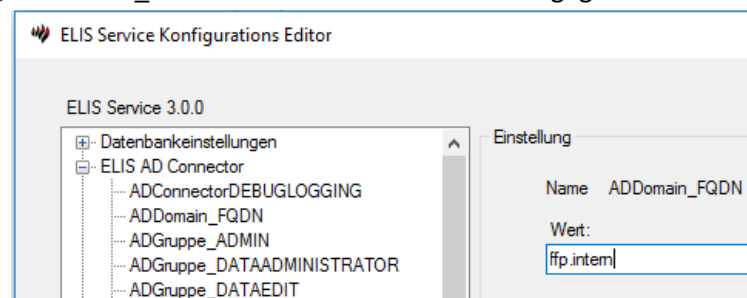 ELIS Service Konfigurations Editor
ELIS Service 3.0.0
Datenbankeinstellungen
ELIS AD Connector
ADConnectorDEBUGLOGGING
ADDomain_FQDN
ADGruppe_ADMIN
ADGruppe_DATAADMINISTRATOR
ADGruppe_DATAEDIT
Einstellung
Name ADDomain_FQDN
Wert:
ffp.intern